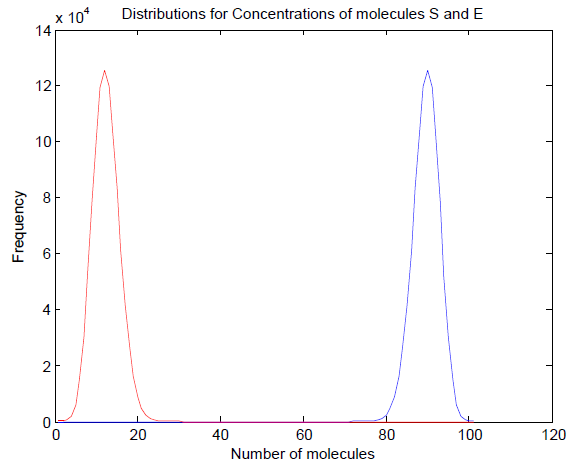 Distributions for Concentrations of molecules S and E
x 10^4
14
12
10
8
6
4
2
0
Frequency
0 20 40 60 80 100 120
Number of molecules